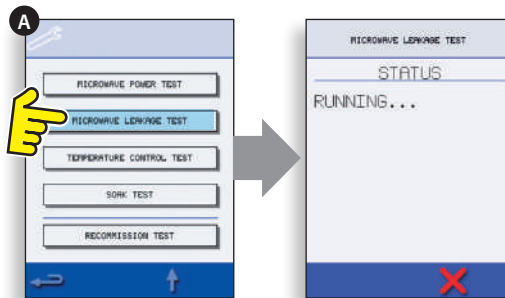 A
MICROWAVE POWER TEST
MICROWAVE LEAKAGE TEST
TEMPERATURE CONTROL TEST
SOAK TEST
RECOMMISSION TEST
MICROWAVE LEAKAGE TEST
STATUS
RUNNING...